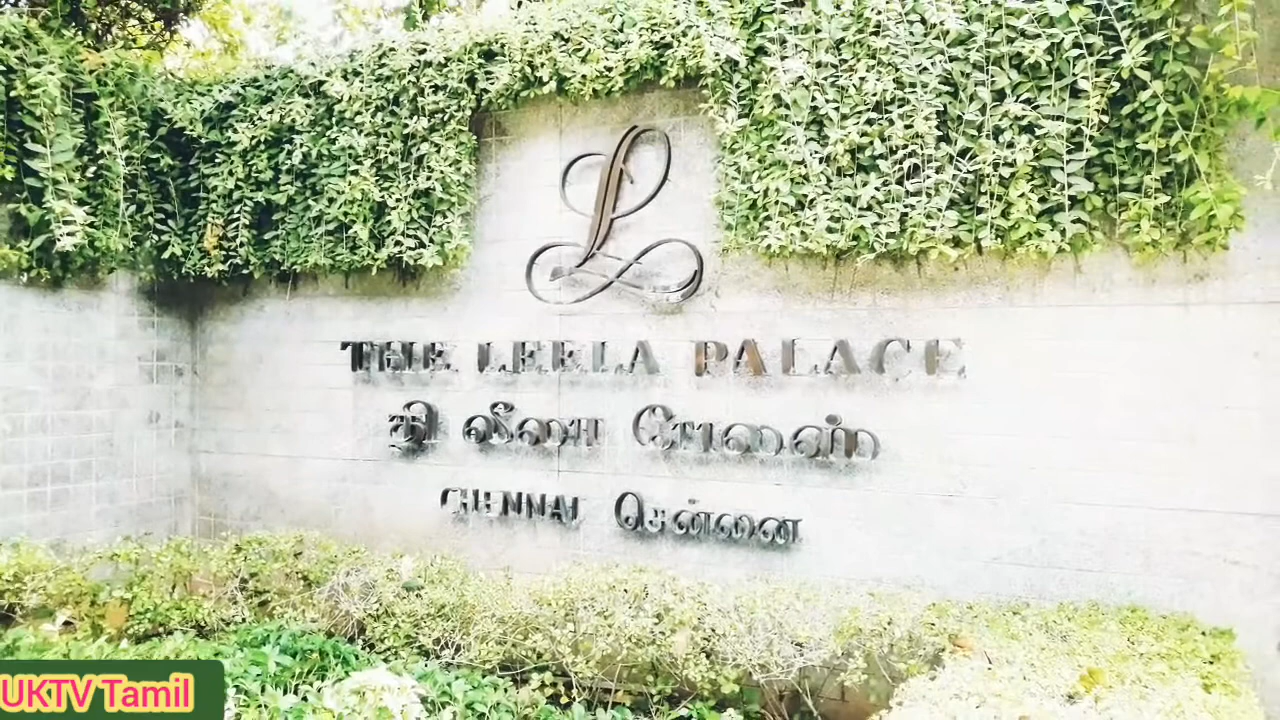 L
THE LEELA PALACE
தி லீலா பேலஸ்
CHENNAI சென்னை
UKTV Tamil